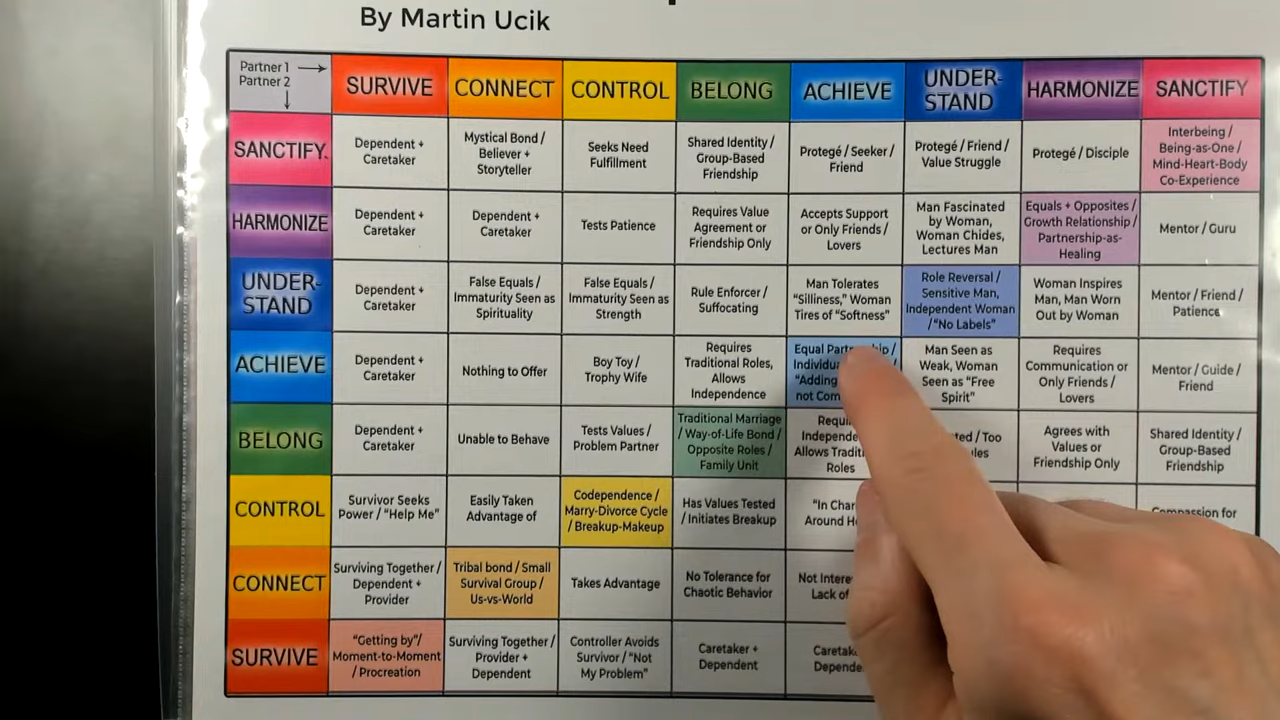 By Martin Ucik
Partner 1 →
Partner 2
↓
SURVIVE CONNECT CONTROL BELONG ACHIEVE UNDER-STAND HARMONIZE SANCTIFY
SANCTIFY
Dependent +
Caretaker
Mystical Bond /
Believer +
Storyteller
Seeks Need
Fulfillment
Shared Identity /
Group-Based
Friendship
Protegé / Seeker /
Friend
Protegé / Friend /
Value Struggle
Protegé / Disciple
Interbeing /
Being-as-One /
Mind-Heart-Body
Co-Experience
HARMONIZE
Dependent +
Caretaker
Dependent +
Caretaker
Tests Patience
Requires Value
Agreement or
Friendship Only
Accepts Support
or Only Friends /
Lovers
Man Fascinated
by Woman,
Woman Chides,
Lectures Man
Equals + Opposites /
Growth Relationship /
Partnership-as-
Healing
Mentor / Guru
UNDER-
STAND
Dependent +
Caretaker
False Equals /
Immaturity Seen as
Spirituality
False Equals /
Immaturity Seen as
Strength
Rule Enforcer /
Suffocating
Man Tolerates
"Silliness," Woman
Tires of "Softness"
Role Reversal /
Sensitive Man,
Independent Woman
/ "No Labels"
Woman Inspires
Man, Man Worn
Out by Woman
Mentor / Friend /
Patience
ACHIEVE
Dependent +
Caretaker
Nothing to Offer
Boy Toy /
Trophy Wife
Requires
Traditional Roles,
Allows
Independence
Equal /
"Adding
not
Man Seen as
Weak, Woman
Seen as "Free
Spirit"
Requires
Communication or
Only Friends /
Lovers
Mentor / Guide /
Friend
BELONG
Dependent +
Caretaker
Unable to Behave
Tests Values /
Problem Partner
Traditional Marriage
/ Way-of-Life Bond /
Opposite Roles /
Family Unit
Allows
Roles
/ Too
Agrees with
Values or
Friendship Only
Shared Identity /
Group-Based
Friendship
CONTROL
Survivor Seeks
Power / "Help Me"
Easily Taken
Advantage of
Codependence /
Marry-Divorce Cycle
/ Breakup-Makeup
Has Values Tested
/ Initiates Breakup
"In
Around
Compassion for
CONNECT
Surviving Together /
Dependent +
Provider
Tribal bond / Small
Survival Group /
Us-vs-World
Takes Advantage
No Tolerance for
Chaotic Behavior
Not
Lack of
SURVIVE
"Getting by"/
Moment-to-Moment
/ Procreation
Surviving Together /
Provider +
Dependent
Controller Avoids
Survivor / "Not
My Problem"
Caretaker +
Dependent